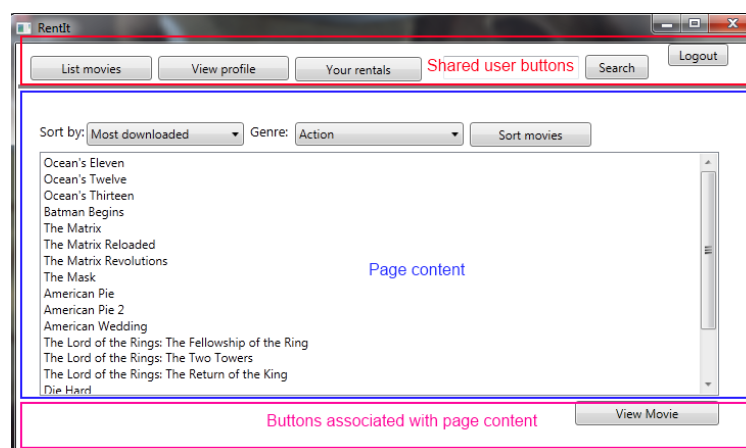 RentIt
Logout
List movies View profile Your rentals Shared user buttons Search
Sort by: Most downloaded Genre: Action Sort movies
Ocean's Eleven
Ocean's Twelve
Ocean's Thirteen
Batman Begins
The Matrix
The Matrix Reloaded
The Matrix Revolutions
The Mask
Page content
American Pie
American Pie 2
American Wedding
The Lord of the Rings: The Fellowship of the Ring
The Lord of the Rings: The Two Towers
The Lord of the Rings: The Return of the King
Die Hard
Buttons associated with page content View Movie